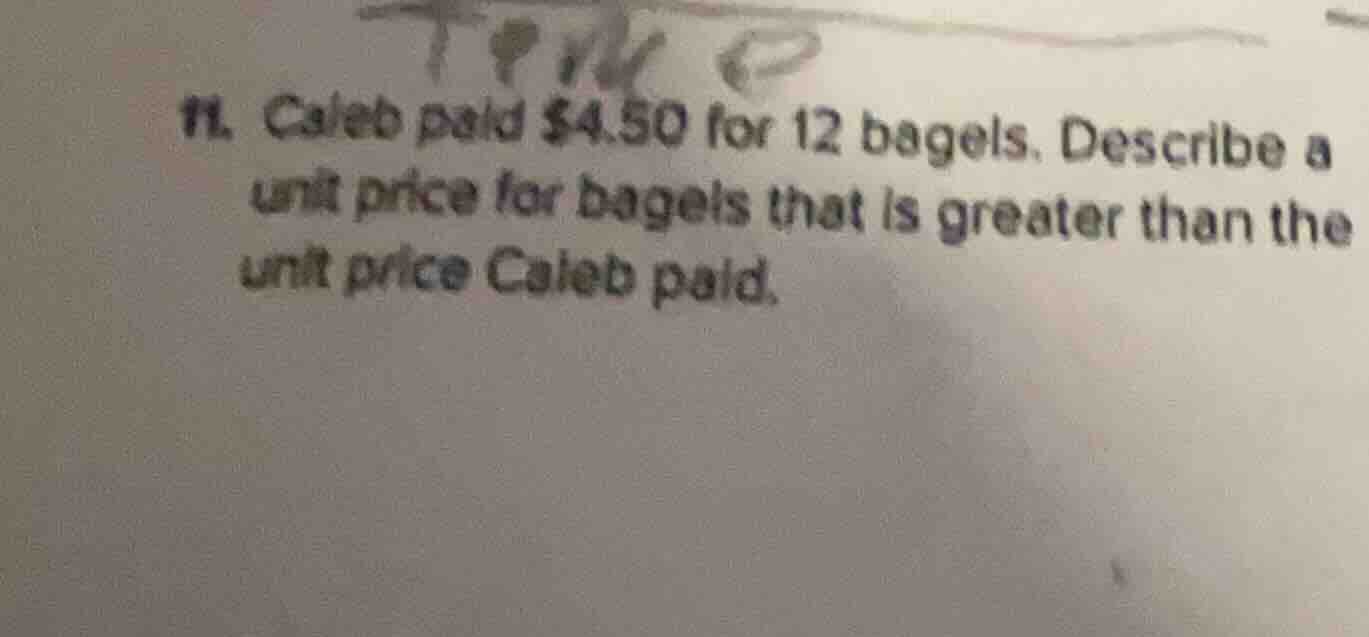 11. Caleb paid $4.50 for 12 bagels. Describe a
unit price for bagels that is greater than the
unit price Caleb paid.